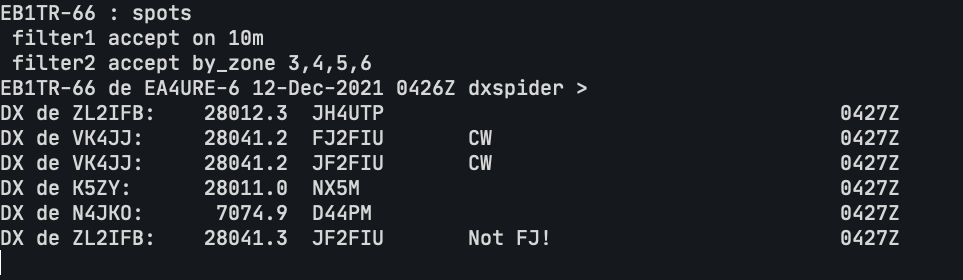 EB1TR-66 : spots
filter1 accept on 10m
filter2 accept by_zone 3,4,5,6
EB1TR-66 de EA4URE-6 12-Dec-2021 0426Z dxspider >
DX de ZL2IFB: 28012.3 JH4UTP 0427Z
DX de VK4JJ: 28041.2 FJ2FIU CW 0427Z
DX de VK4JJ: 28041.2 JF2FIU CW 0427Z
DX de K5ZY: 28011.0 NX5M 0427Z
DX de N4JKO: 7074.9 D44PM 0427Z
DX de ZL2IFB: 28041.3 JF2FIU Not FJ! 0427Z